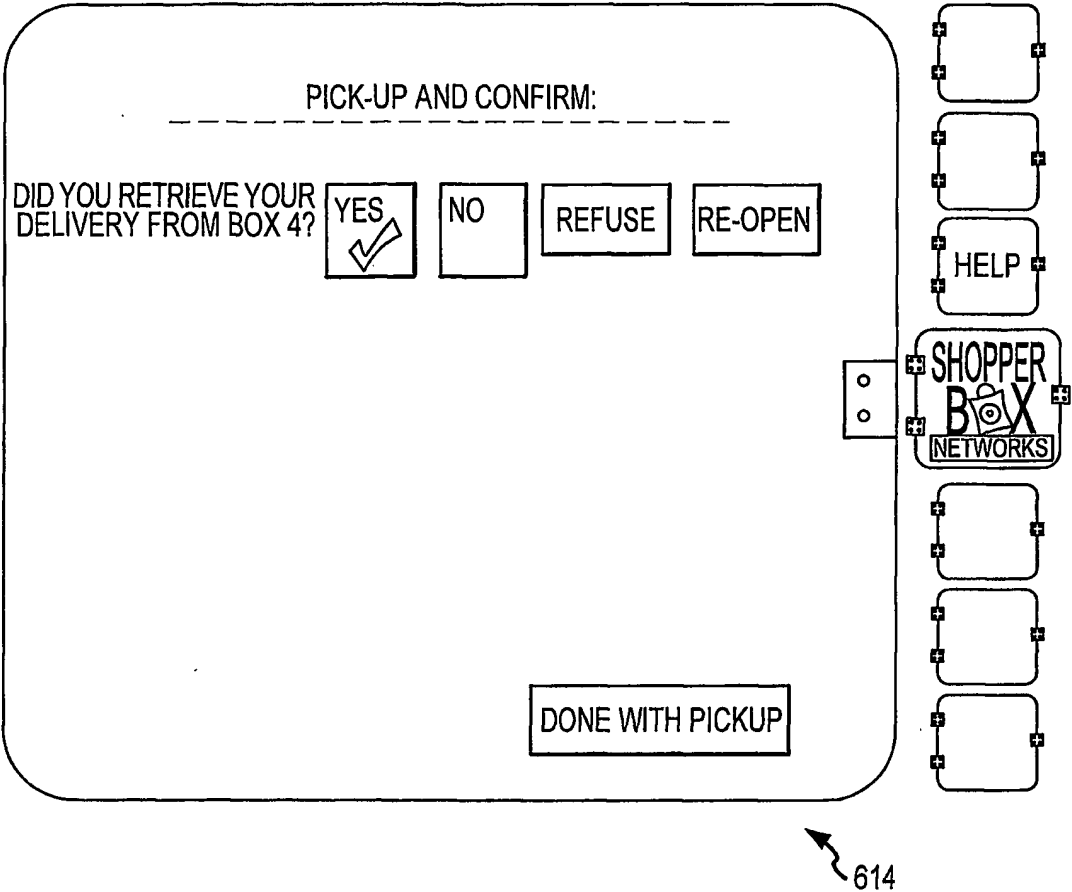 PICK-UP AND CONFIRM:
DID YOU RETRIEVE YOUR
DELIVERY FROM BOX 4?
YES
NO
REFUSE
RE-OPEN
HELP
SHOPPER
BOX
NETWORKS
DONE WITH PICKUP
614